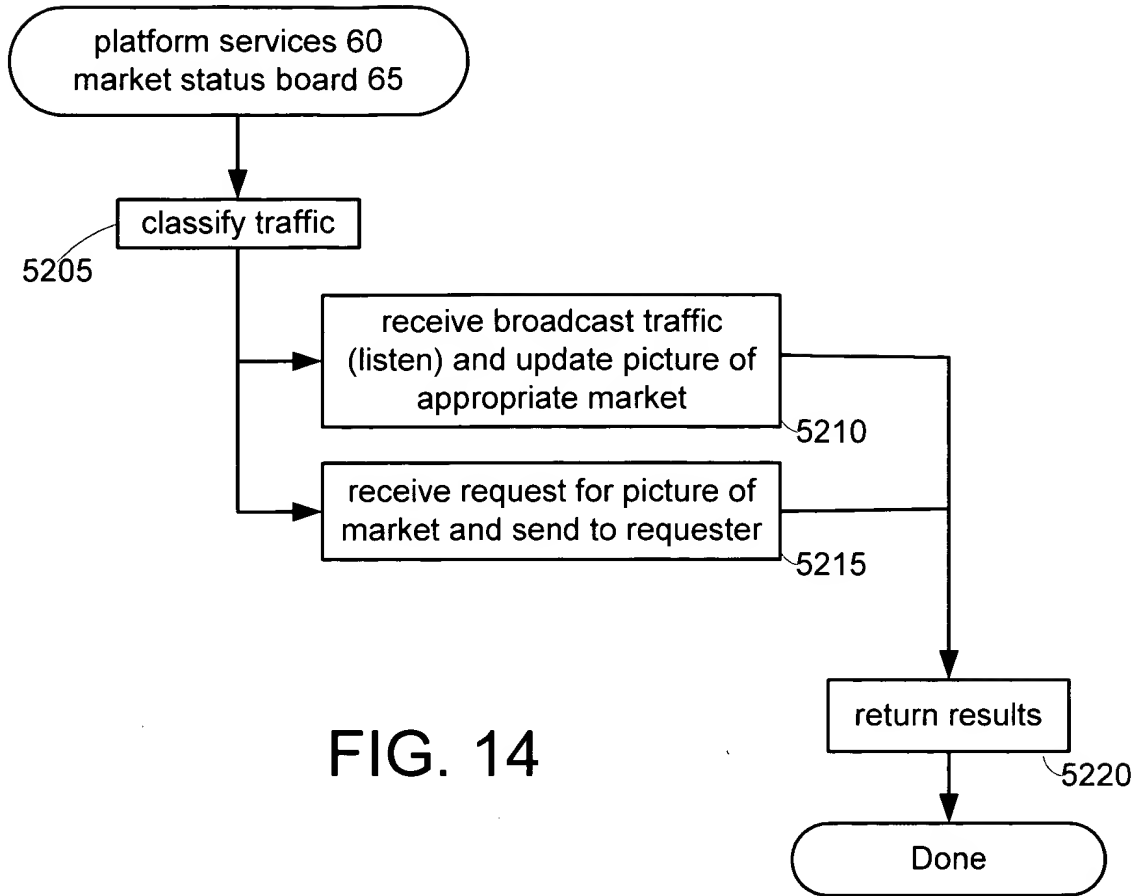 platform services 60
market status board 65
classify traffic
5205
receive broadcast traffic
(listen) and update picture of
appropriate market
5210
receive request for picture of
market and send to requester
5215
return results
5220
FIG. 14
Done